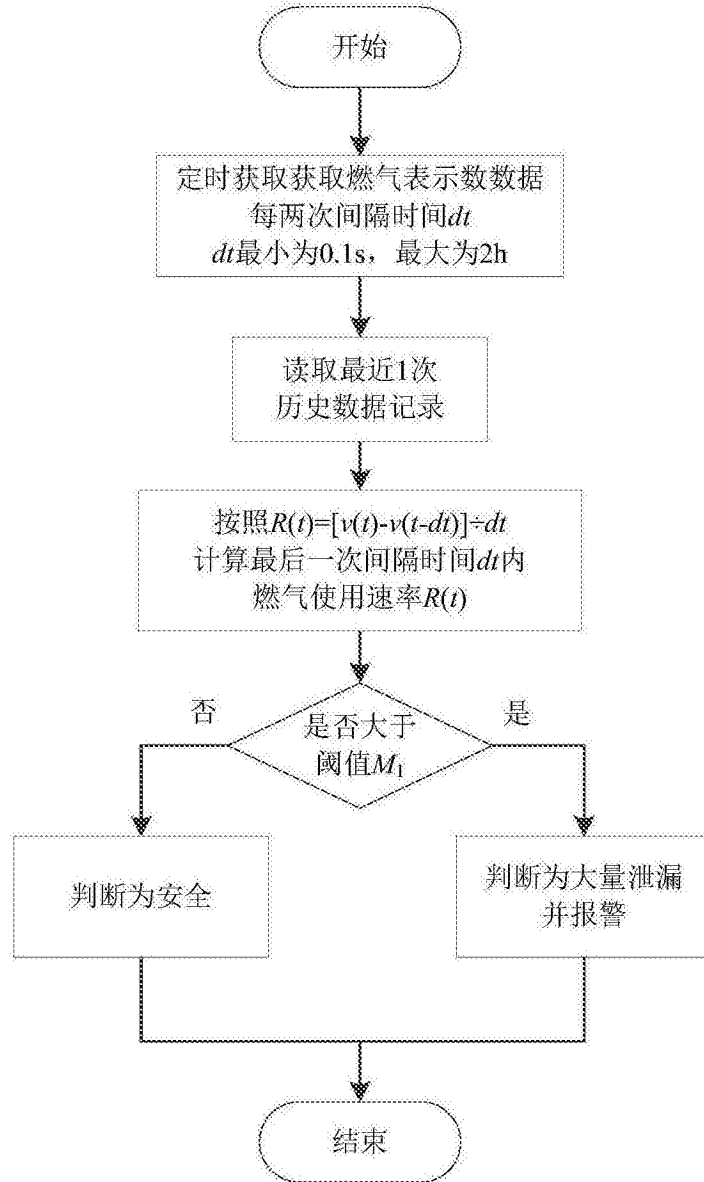 开始
定时获取获取燃气表示数数据
每两次间隔时间dt
dt最小为0.1s，最大为2h
读取最近1次
历史数据记录
按照R(t)=[v(t)-v(t-dt)]÷dt
计算最后一次间隔时间dt内
燃气使用速率R(t)
否
是
是否大于
阈值M₁
判断为安全
判断为大量泄漏
并报警
结束